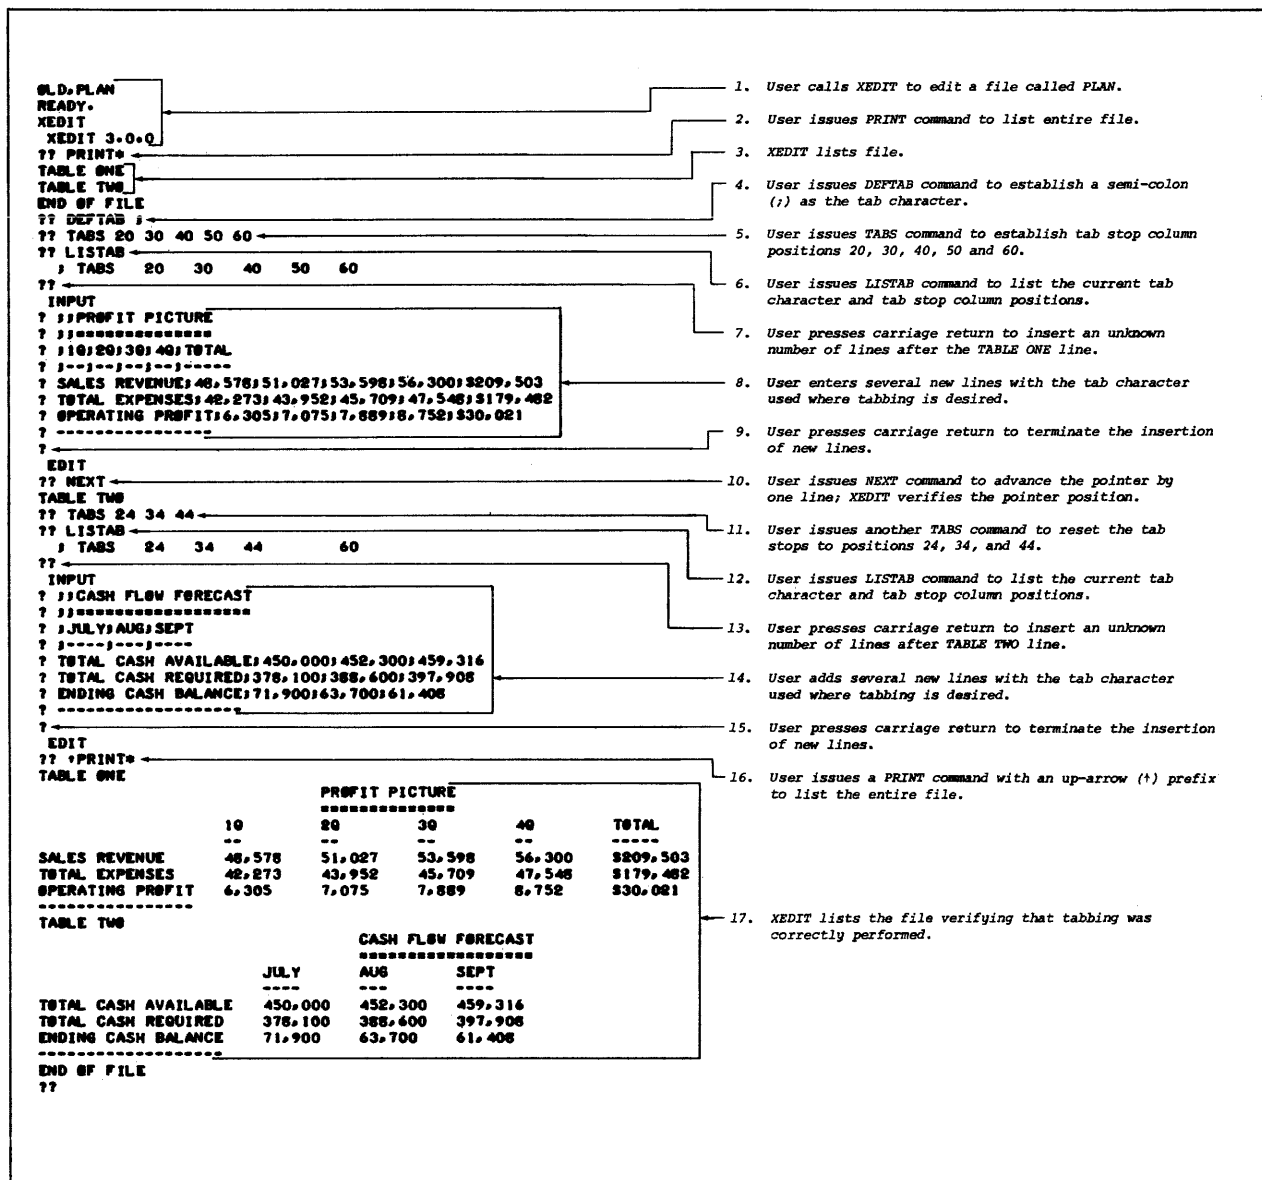 OLD,PLAN
READY.
XEDIT
XEDIT 3.0.0
?? PRINT*
TABLE ONE
TABLE TWO
END OF FILE
?? DEFTAB ;
?? TABS 20 30 40 50 60
?? LISTAB
; TABS 20 30 40 50 60
??
INPUT
? ;;PROFIT PICTURE
? ;;===============
? ;1Q;2Q;3Q;4Q;TOTAL
? ;--;--;--;--;-----
? SALES REVENUE;48,578;51,027;53,598;56,300;$209,503
? TOTAL EXPENSES;42,273;43,952;45,709;47,548;$179,482
? OPERATING PROFIT;6,305;7,075;7,889;8,752;$30,021
? ----------------
?
EDIT
?? NEXT
TABLE TWO
?? TABS 24 34 44
?? LISTAB
; TABS 24 34 44 60
??
INPUT
? ;;CASH FLOW FORECAST
? ;;==================
? ;JULY;AUG;SEPT
? ;----;---;----
? TOTAL CASH AVAILABLE;450,000;452,300;459,316
? TOTAL CASH REQUIRED;378,100;388,600;397,908
? ENDING CASH BALANCE;71,900;63,700;61,408
? -------------------
?
EDIT
?? ↑PRINT*
TABLE ONE
PROFIT PICTURE
==============
1Q 2Q 3Q 4Q TOTAL
-- -- -- -- -----
SALES REVENUE 48,578 51,027 53,598 56,300 $209,503
TOTAL EXPENSES 42,273 43,952 45,709 47,548 $179,482
OPERATING PROFIT 6,305 7,075 7,889 8,752 $30,021
----------------
TABLE TWO
CASH FLOW FORECAST
==================
JULY AUG SEPT
---- --- ----
TOTAL CASH AVAILABLE 450,000 452,300 459,316
TOTAL CASH REQUIRED 378,100 388,600 397,908
ENDING CASH BALANCE 71,900 63,700 61,408
-------------------
END OF FILE
??
1. User calls XEDIT to edit a file called PLAN.
2. User issues PRINT command to list entire file.
3. XEDIT lists file.
4. User issues DEFTAB command to establish a semi-colon
(;) as the tab character.
5. User issues TABS command to establish tab stop column
positions 20, 30, 40, 50 and 60.
6. User issues LISTAB command to list the current tab
character and tab stop column positions.
7. User presses carriage return to insert an unknown
number of lines after the TABLE ONE line.
8. User enters several new lines with the tab character
used where tabbing is desired.
9. User presses carriage return to terminate the insertion
of new lines.
10. User issues NEXT command to advance the pointer by
one line; XEDIT verifies the pointer position.
11. User issues another TABS command to reset the tab
stops to positions 24, 34, and 44.
12. User issues LISTAB command to list the current tab
character and tab stop column positions.
13. User presses carriage return to insert an unknown
number of lines after TABLE TWO line.
14. User adds several new lines with the tab character
used where tabbing is desired.
15. User presses carriage return to terminate the insertion
of new lines.
16. User issues a PRINT command with an up-arrow (↑) prefix
to list the entire file.
17. XEDIT lists the file verifying that tabbing was
correctly performed.